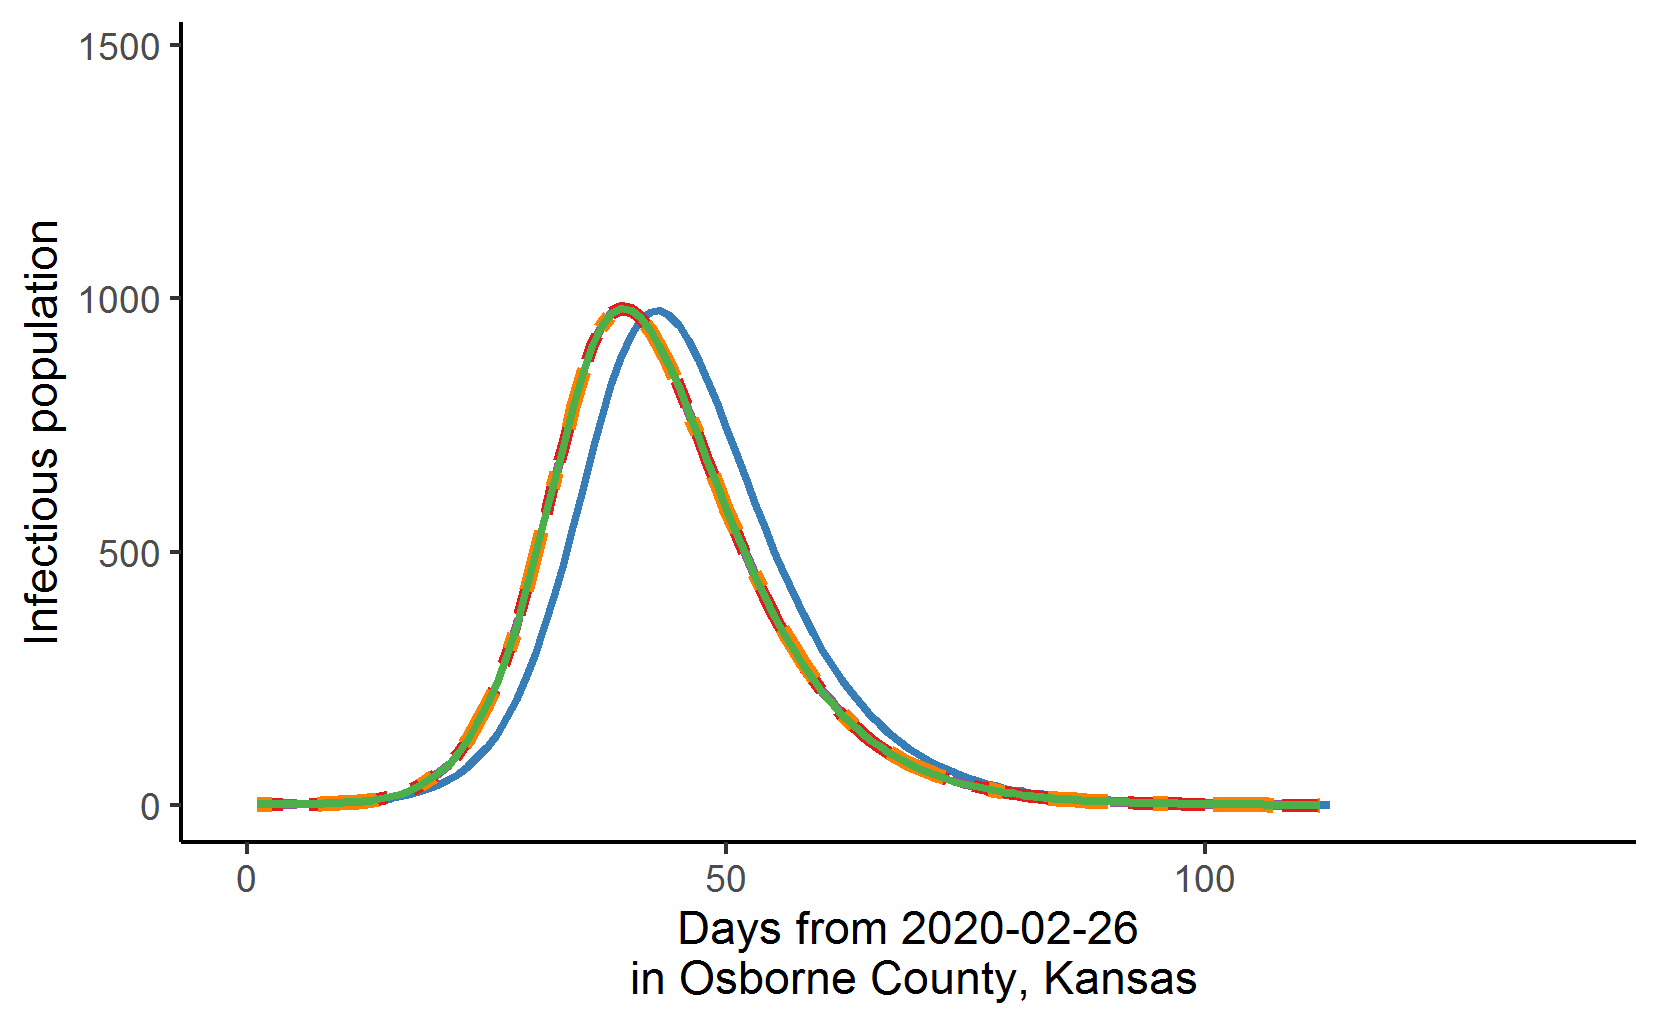 1500
1000
500
0
Infectious population
0 50 100
Days from 2020-02-26
in Osborne County, Kansas